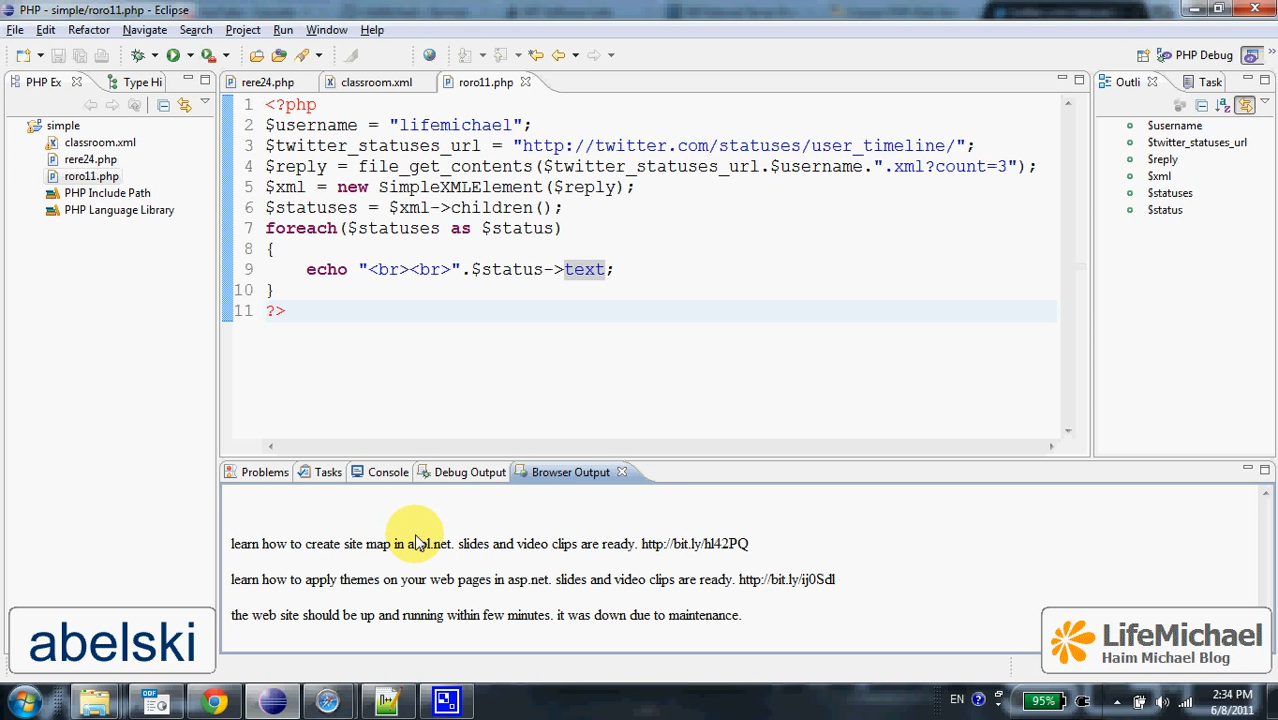 PHP - simple/roro11.php - Eclipse
File Edit Refactor Navigate Search Project Run Window Help
PHP Debug
PHP Ex
Type Hi
simple
classroom.xml
rere24.php
roro11.php
PHP Include Path
PHP Language Library
rere24.php classroom.xml roro11.php
1 <?php
2 $username = "lifemichael";
3 $twitter_statuses_url = "http://twitter.com/statuses/user_timeline/";
4 $reply = file_get_contents($twitter_statuses_url.$username.".xml?count=3");
5 $xml = new SimpleXMLElement($reply);
6 $statuses = $xml->children();
7 foreach($statuses as $status)
8 {
9 echo "<br><br>".$status->text;
10 }
11 ?>
Outli Task
$username
$twitter_statuses_url
$reply
$xml
$statuses
$status
Problems Tasks Console Debug Output Browser Output
learn how to create site map in asp.net. slides and video clips are ready. http://bit.ly/hl42PQ
learn how to apply themes on your web pages in asp.net. slides and video clips are ready. http://bit.ly/ij0Sdl
the web site should be up and running within few minutes. it was down due to maintenance.
abelski
LifeMichael
Haim Michael Blog
EN
95%
2:34 PM
6/8/2011